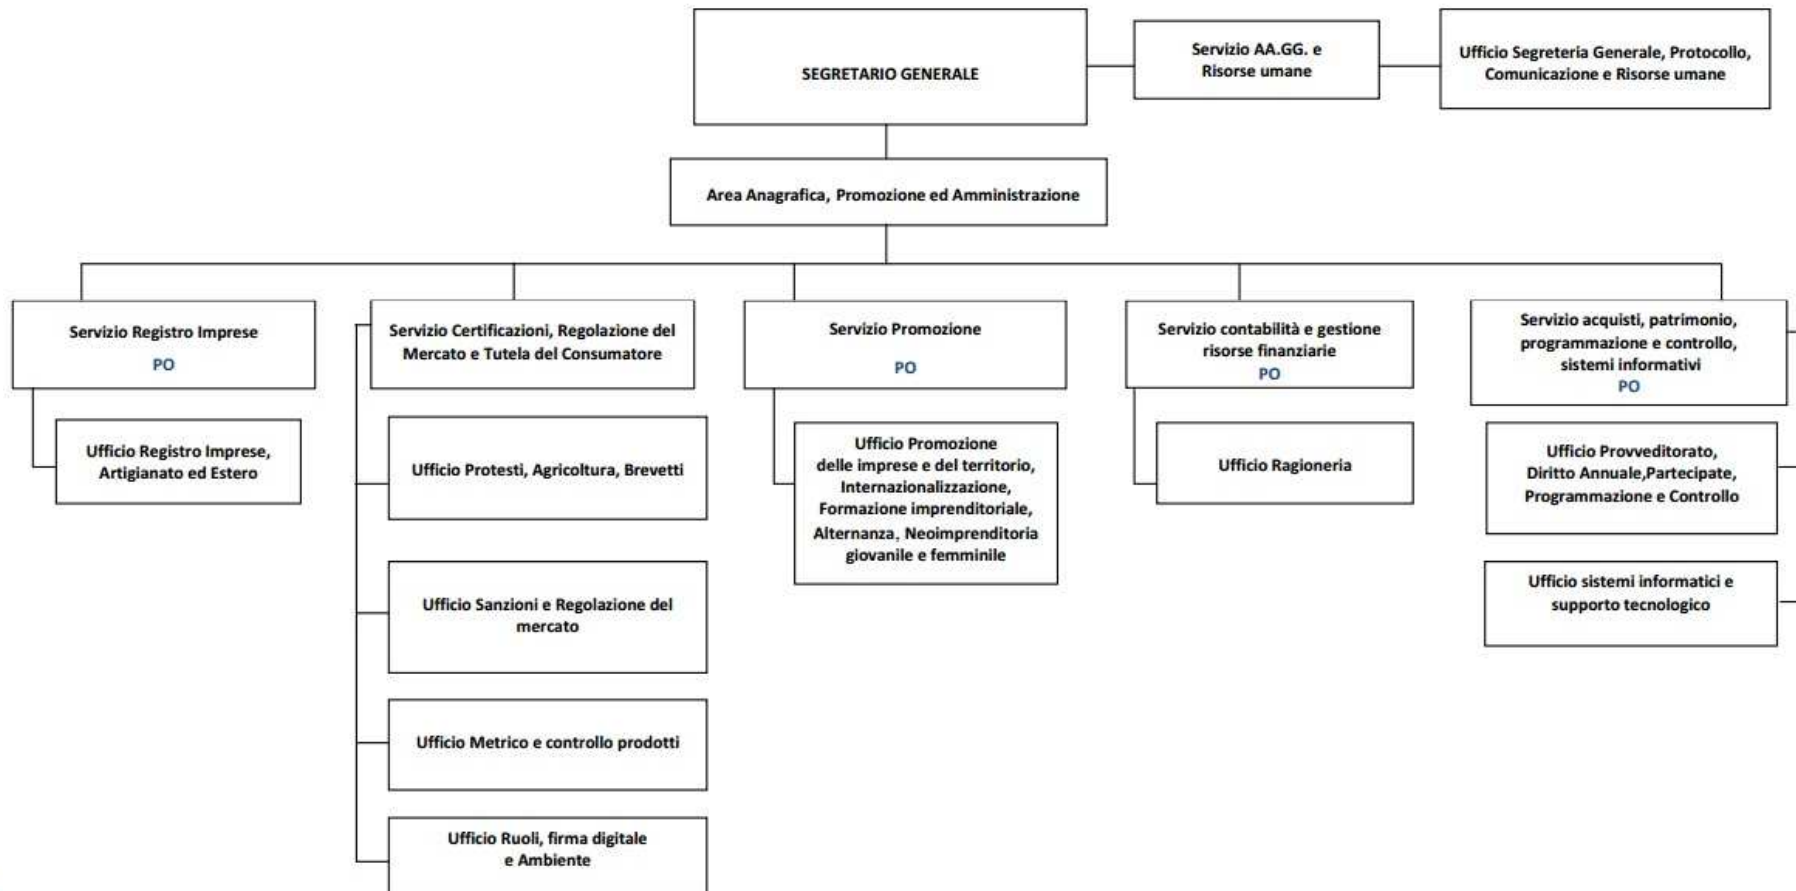 SEGRETARIO GENERALE
Servizio AA.GG. e
Risorse umane
Ufficio Segreteria Generale, Protocollo,
Comunicazione e Risorse umane
Area Anagrafica, Promozione ed Amministrazione
Servizio Registro Imprese
PO
Ufficio Registro Imprese,
Artigianato ed Estero
Servizio Certificazioni, Regolazione del
Mercato e Tutela del Consumatore
Ufficio Protesti, Agricoltura, Brevetti
Ufficio Sanzioni e Regolazione del
mercato
Ufficio Metrico e controllo prodotti
Ufficio Ruoli, firma digitale
e Ambiente
Servizio Promozione
PO
Ufficio Promozione
delle imprese e del territorio,
Internazionalizzazione,
Formazione imprenditoriale,
Alternanza, Neoimprenditoria
giovanile e femminile
Servizio contabilità e gestione
risorse finanziarie
PO
Ufficio Ragioneria
Servizio acquisti, patrimonio,
programmazione e controllo,
sistemi informativi
PO
Ufficio Provveditorato,
Diritto Annuale,Partecipate,
Programmazione e Controllo
Ufficio sistemi informatici e
supporto tecnologico